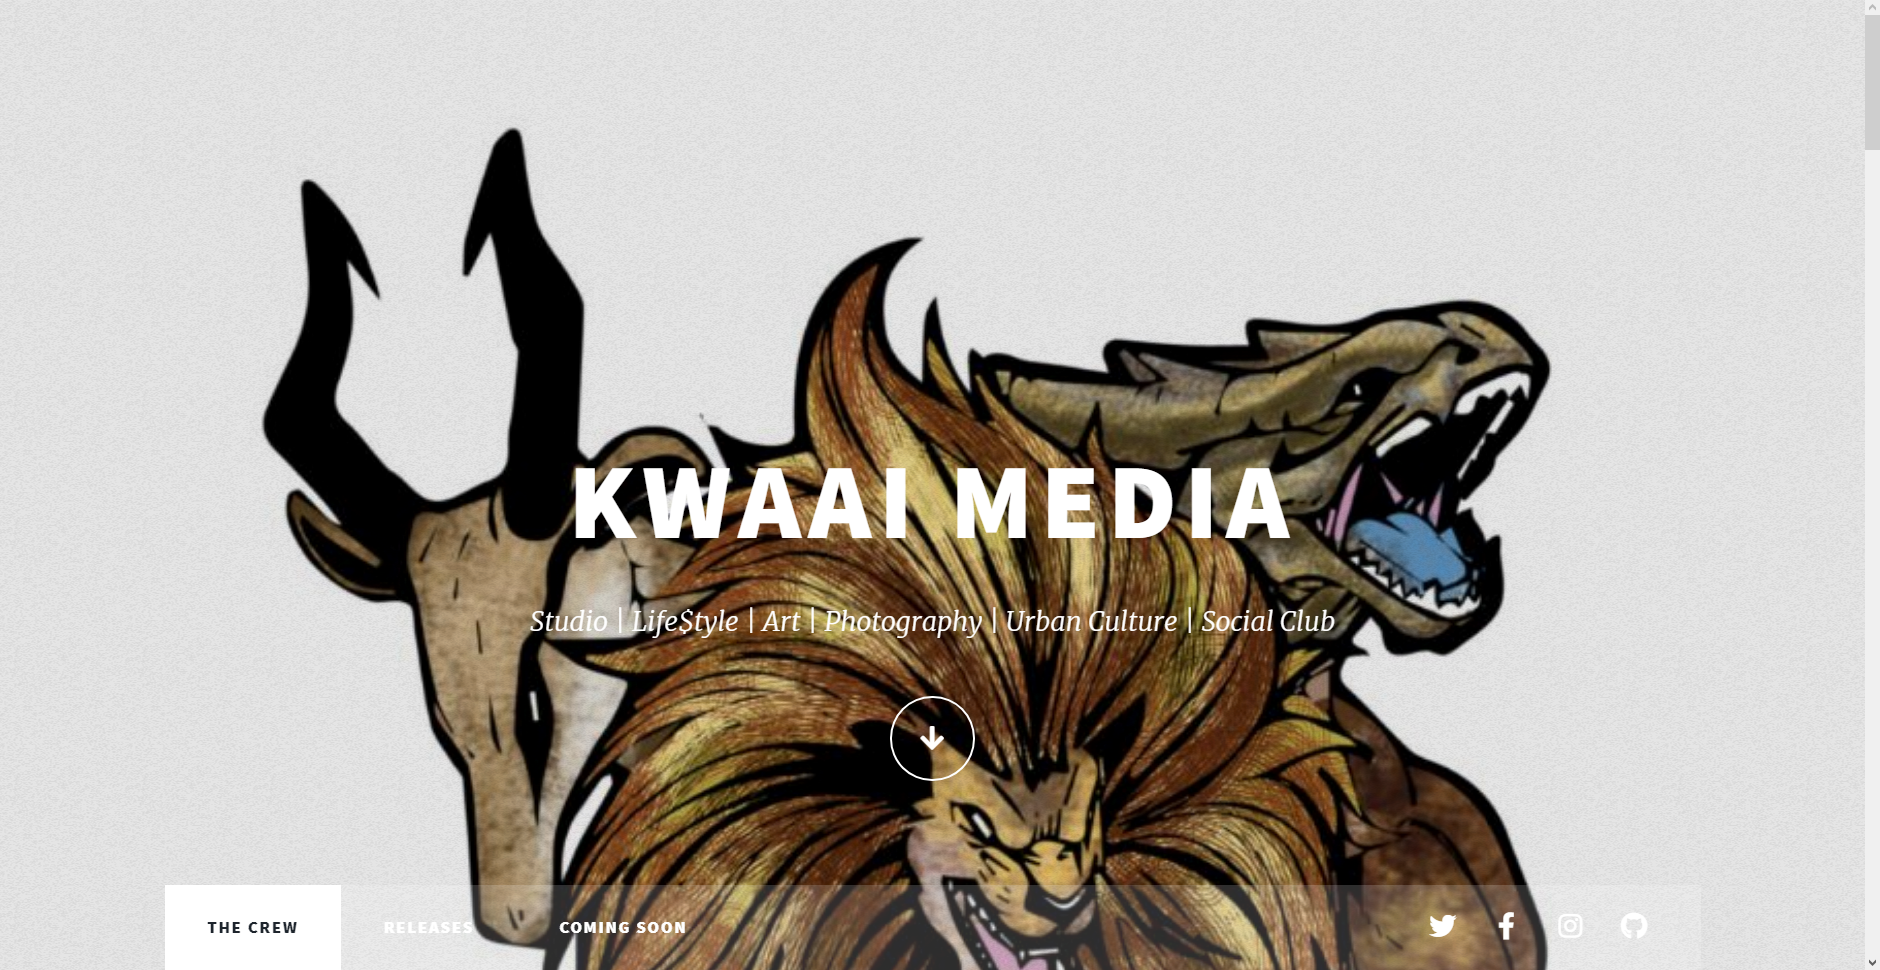 KWAAI MEDIA
Studio | Life$tyle | Art | Photography | Urban Culture | Social Club
THE CREW
RELEASES
COMING SOON